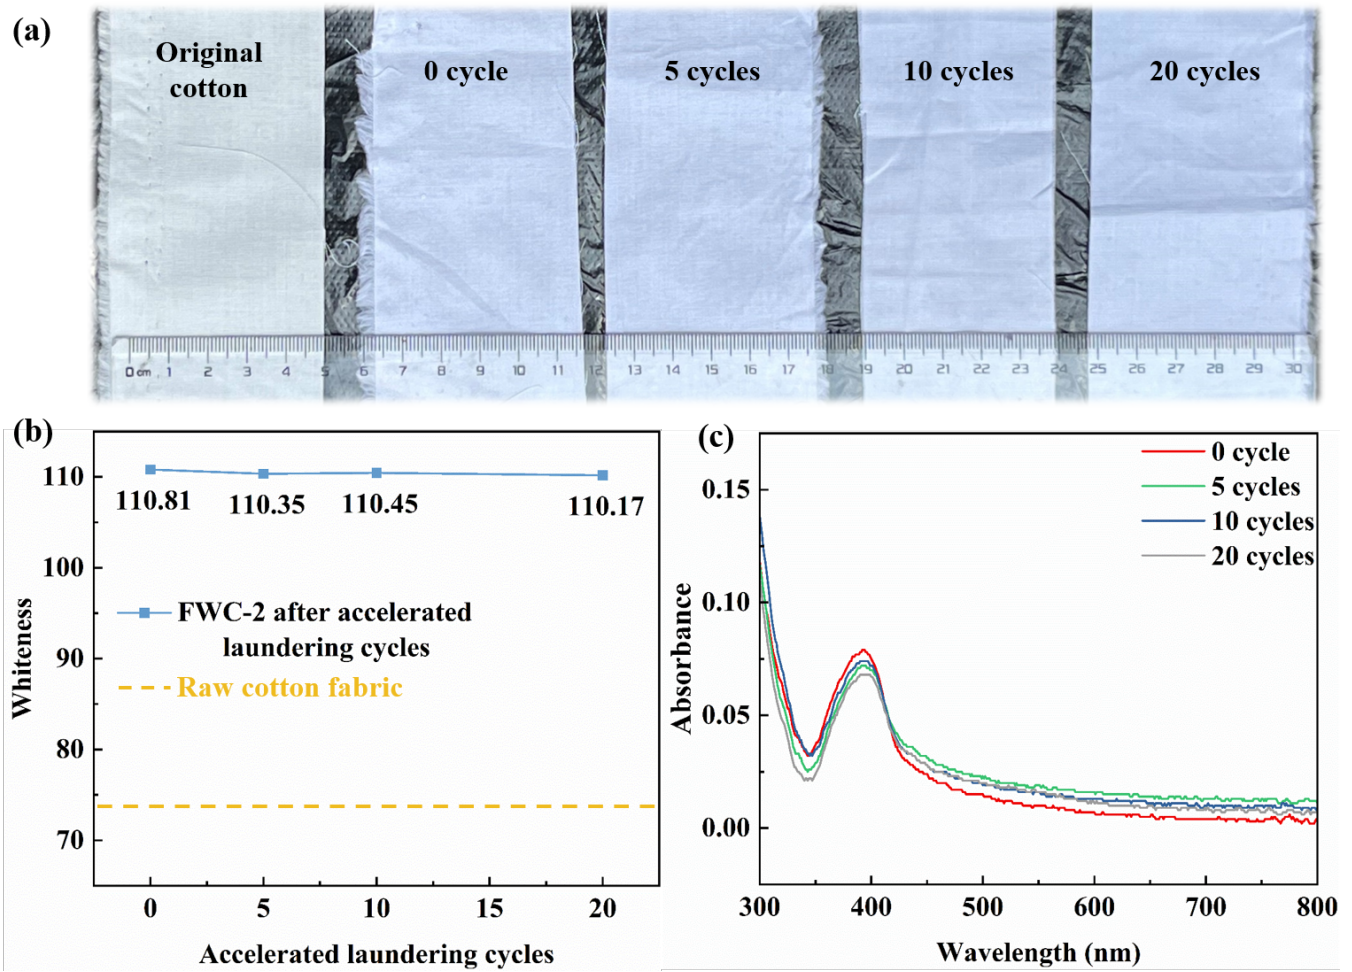 (a)
Original
cotton
0 cycle
5 cycles
10 cycles
20 cycles
0 cm 1 2 3 4 5 6 7 8 9 10 11 12 13 14 15 16 17 18 19 20 21 22 23 24 25 26 27 28 29 30
(b)
110
100
90
80
70
Whiteness
110.81
110.35
110.45
110.17
FWC-2 after accelerated
laundering cycles
Raw cotton fabric
0 5 10 15 20
Accelerated laundering cycles
(c)
0.15
0.10
0.05
0.00
Absorbance
0 cycle
5 cycles
10 cycles
20 cycles
300 400 500 600 700 800
Wavelength (nm)